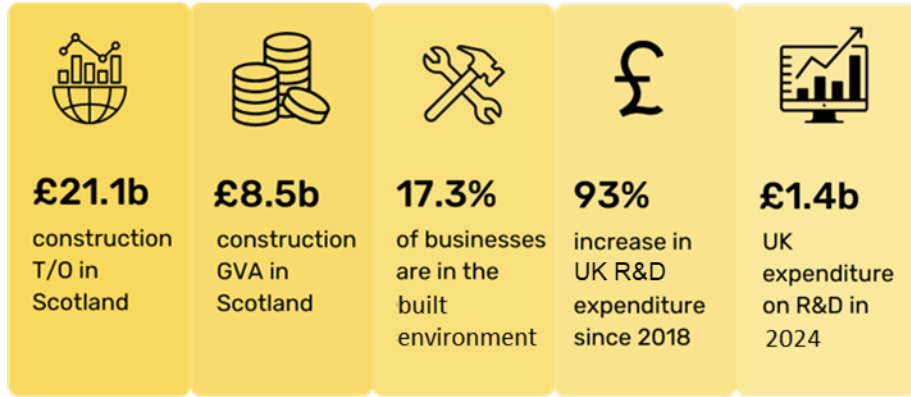 £21.1b
construction
T/O in
Scotland
£8.5b
construction
GVA in
Scotland
17.3%
of businesses
are in the
built
environment
£
93%
increase in
UK R&D
expenditure
since 2018
£1.4b
UK
expenditure
on R&D in
2024